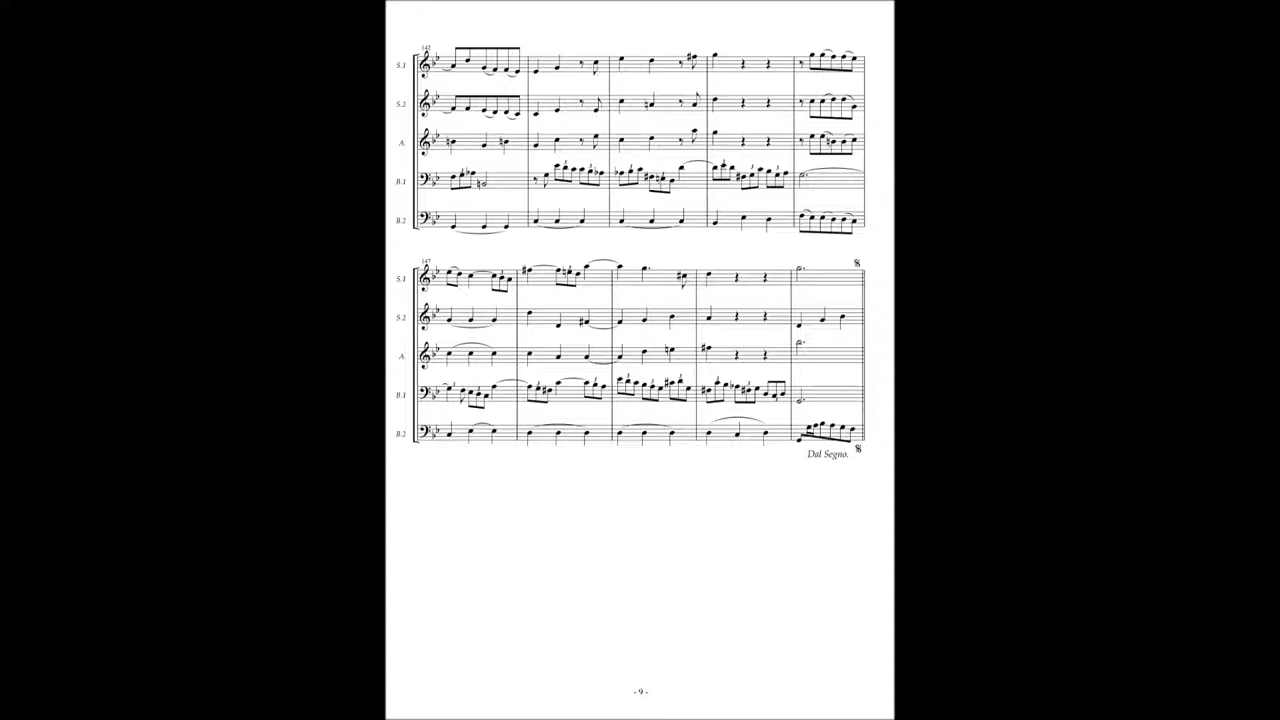 142
S.1
S.2
A.
B.1
B.2
147
S.1
S.2
A.
B.1
B.2
Dal Segno.
- 9 -